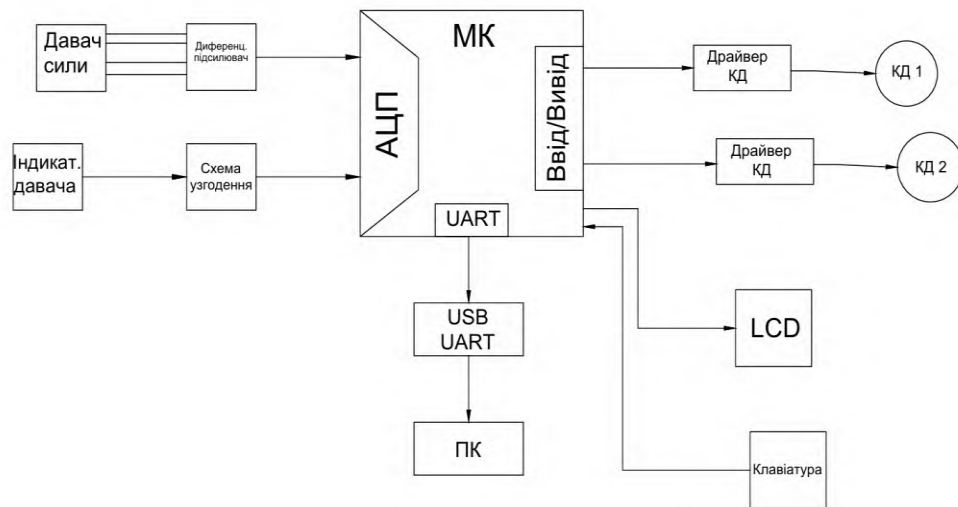 Давач
сили
Диференц.
підсилювач
МК
АЦП
Ввід/Вивід
Драйвер
КД
КД 1
Індикат.
давача
Схема
узгодення
Драйвер
КД
КД 2
UART
USB
UART
LCD
ПК
Клавіатура